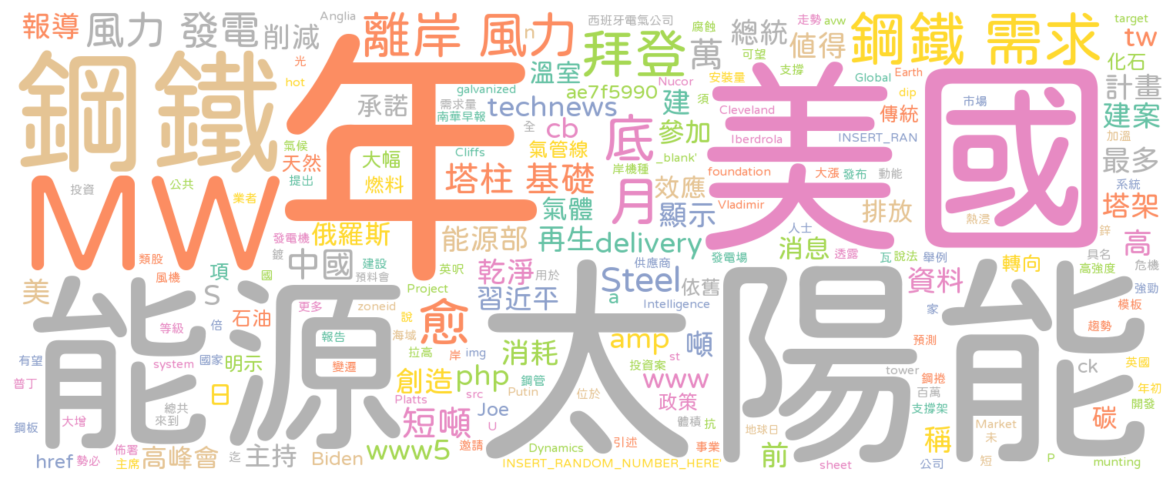 報導
風力 發電
削減
離岸 風力
n
西班牙電氣公司
腐蝕
走勢
avw
target
總統
鋼鐵 需求
tw
Anglia
光
hot
鋼鐵
年
拜登
萬
值得
可望
支撐
安裝量
Global
Earth
化石
溫室
galvanized
ae7f5990
Nucor
須
dip
計畫
承諾
需求量
南華早報
technews
建
美國
Cleveland
傳統
市場
建案
加溫
全
cb
參加
Iberdrola
INSERT_RAN
氣候
天然
大幅
Cliffs
氣管線
底
_blank'
岸機種
大漲
發布
動能
最多
提出
投資
公共
業者
燃料
塔柱 基礎
效應
foundation
系統
MW
氣體
月
顯示
Vladimir
排放
熱浸
鋅
塔架
俄羅斯
發電機
能源部
再生
delivery
人士
消息
透露
瓦
說法
舉例
具名
危機
高
類股
鍍
建設
中國
英呎
乾淨
用於
供應商
發電場
轉向
高強度
風機
項
國
預料會
Project
習近平
Steel
a
依舊
Intelligence
資料
家
強勁
模板
美
能源
太陽能
S
倍
石油
更多
zoneid
說
愈
噸
趨勢
等級
報告
海域
img
amp
st
預測
有望
system
國家
明示
變遷
拉高
岸
消耗
鋼管
投資案
tower
鋼捲
英國
普丁
日
Platts
創造
php
src
www
ck
年初
百萬
支撐架
開發
總共
Putin
位於
政策
碳
大增
來到
短噸
Joe
U
體積
抗
地球日
Market
未
稱
鋼板
佈署
迄
www5
邀請
Dynamics
引述
事業
前
公司
短
P
munting
href
勢必
主席
高峰會
主持
Biden
INSERT_RANDOM_NUMBER_HERE'
sheet